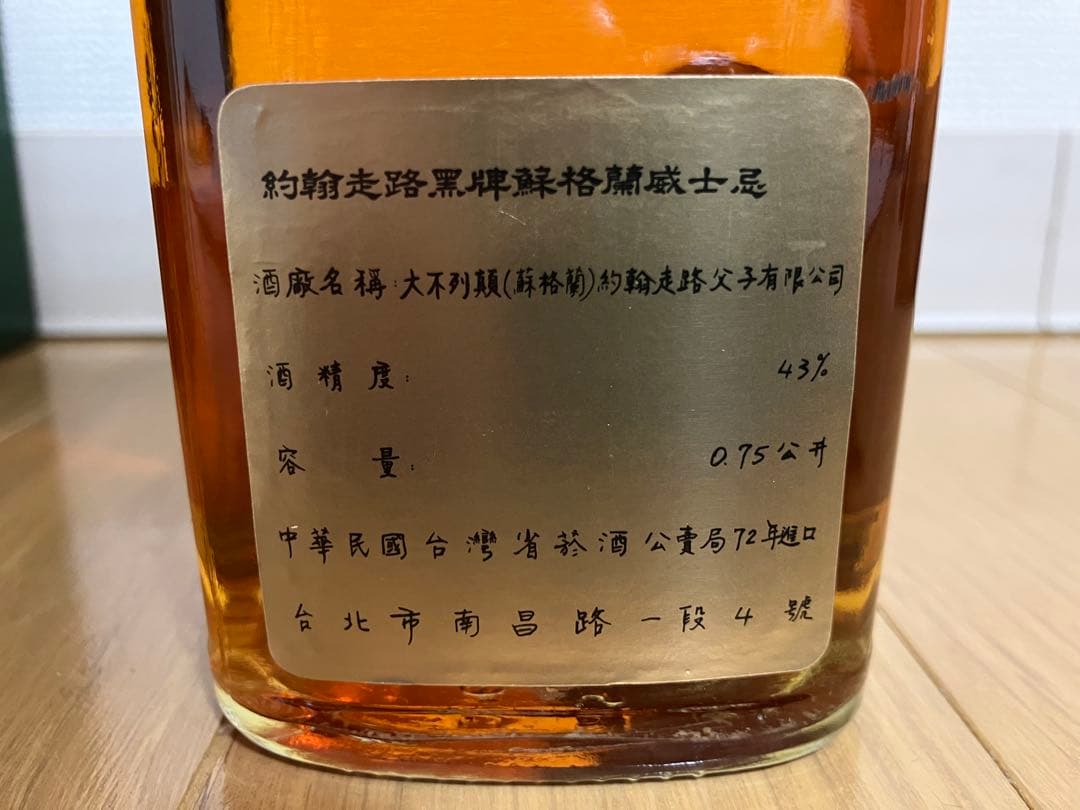 約翰走路黑牌蘇格蘭威士忌
酒廠名稱:大不列顛(蘇格蘭)約翰走路父子有限公司
酒精度: 43%
容量: 0.75公升
中華民國台灣省菸酒公賣局72年進口
台北市南昌路一段4號